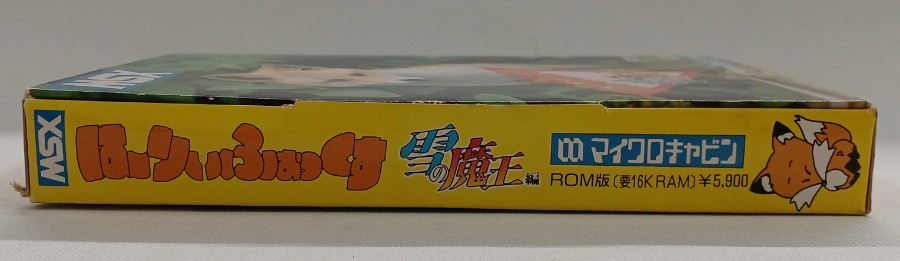 MSX
MSX
はーりぃふぉっくす
雪の魔王編
マイクロキャビン
ROM版(要16K RAM)¥5,900